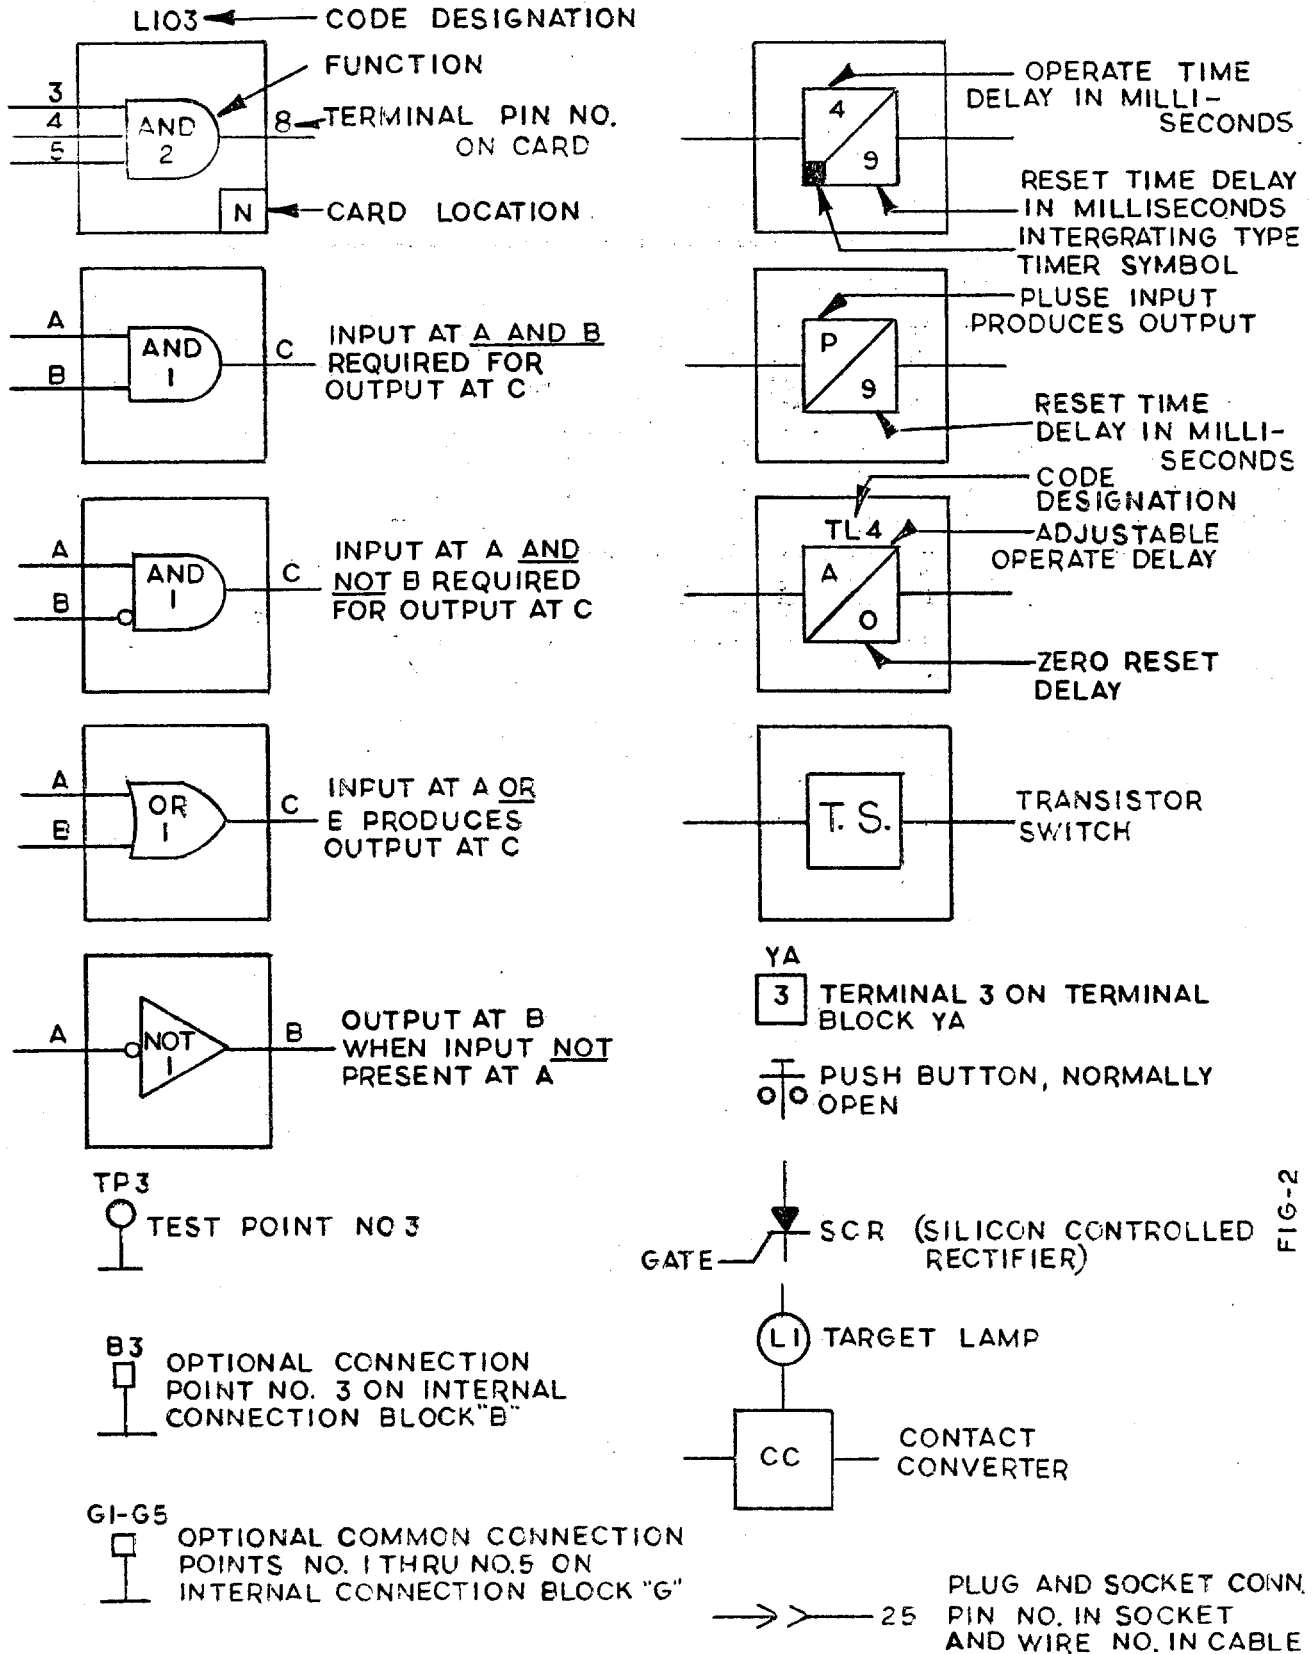 L103 CODE DESIGNATION
FUNCTION
3
4
5
AND
2
8
TERMINAL PIN NO.
ON CARD
N
CARD LOCATION
A
B
AND
1
C
INPUT AT A AND B
REQUIRED FOR
OUTPUT AT C
A
B
AND
1
C
INPUT AT A AND
NOT B REQUIRED
FOR OUTPUT AT C
A
B
OR
1
C
INPUT AT A OR
E PRODUCES
OUTPUT AT C
A
NOT
1
B
OUTPUT AT B
WHEN INPUT NOT
PRESENT AT A
TP3
TEST POINT NO 3
B3
OPTIONAL CONNECTION
POINT NO. 3 ON INTERNAL
CONNECTION BLOCK "B"
G1-G5
OPTIONAL COMMON CONNECTION
POINTS NO. 1 THRU NO.5 ON
INTERNAL CONNECTION BLOCK "G"
4
9
OPERATE TIME
DELAY IN MILLI-
SECONDS
RESET TIME DELAY
IN MILLISECONDS
INTERGRATING TYPE
TIMER SYMBOL
P
9
PLUSE INPUT
PRODUCES OUTPUT
RESET TIME
DELAY IN MILLI-
SECONDS
CODE
DESIGNATION
TL4
A
0
ADJUSTABLE
OPERATE DELAY
ZERO RESET
DELAY
T. S.
TRANSISTOR
SWITCH
YA
3
TERMINAL 3 ON TERMINAL
BLOCK YA
PUSH BUTTON, NORMALLY
OPEN
GATE
SCR (SILICON CONTROLLED
RECTIFIER)
L1
TARGET LAMP
CC
CONTACT
CONVERTER
25
PLUG AND SOCKET CONN.
PIN NO. IN SOCKET
AND WIRE NO. IN CABLE
FIG-2